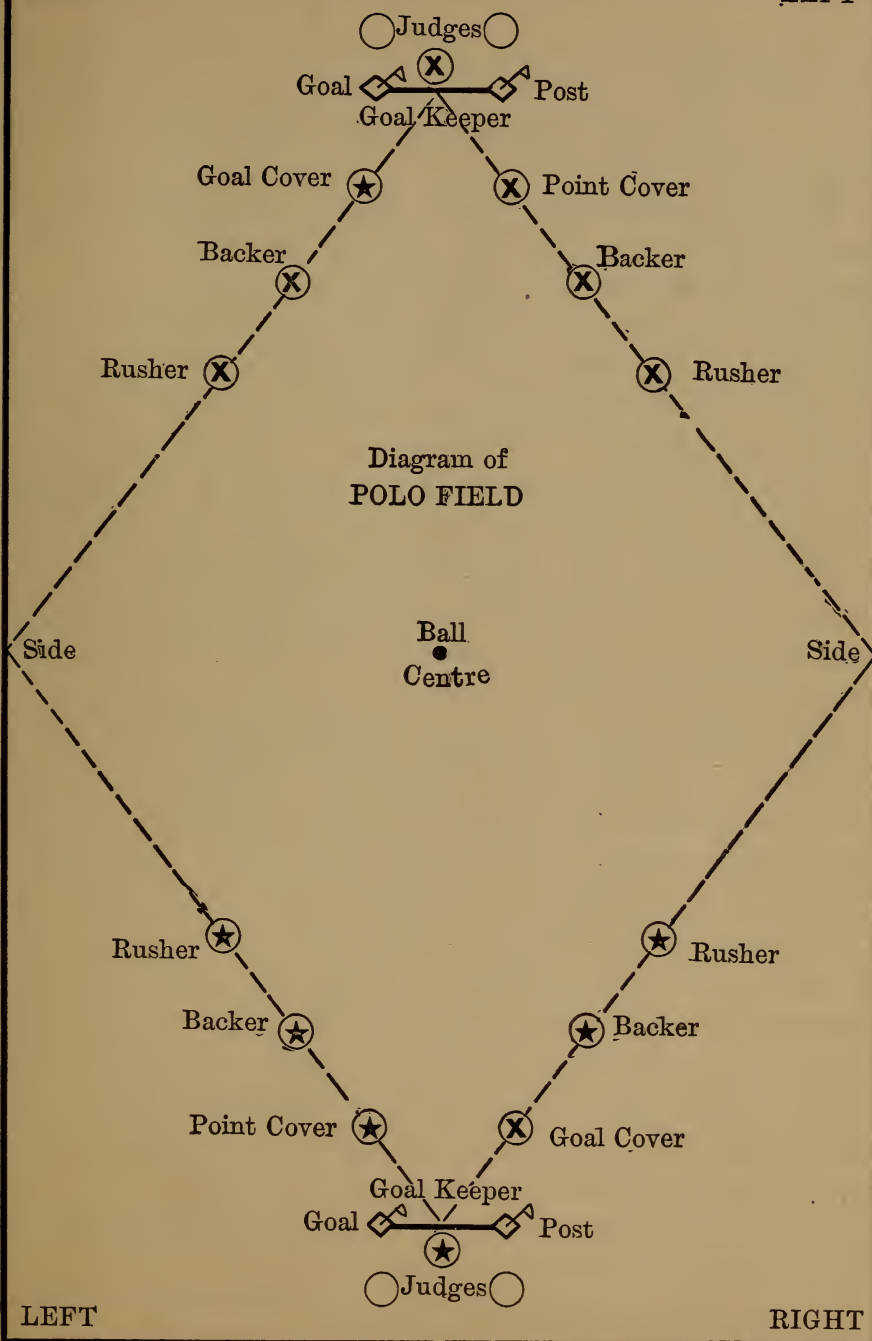 Judges
X
Goal Post
Goal Keeper
Goal Cover X Point Cover
Backer X X Backer
Rusher X X Rusher
Diagram of
POLO FIELD
Ball
Side Side
Centre
Rusher Rusher
Backer Backer
Point Cover X Goal Cover
Goal Keeper
Goal Post
Judges
LEFT RIGHT